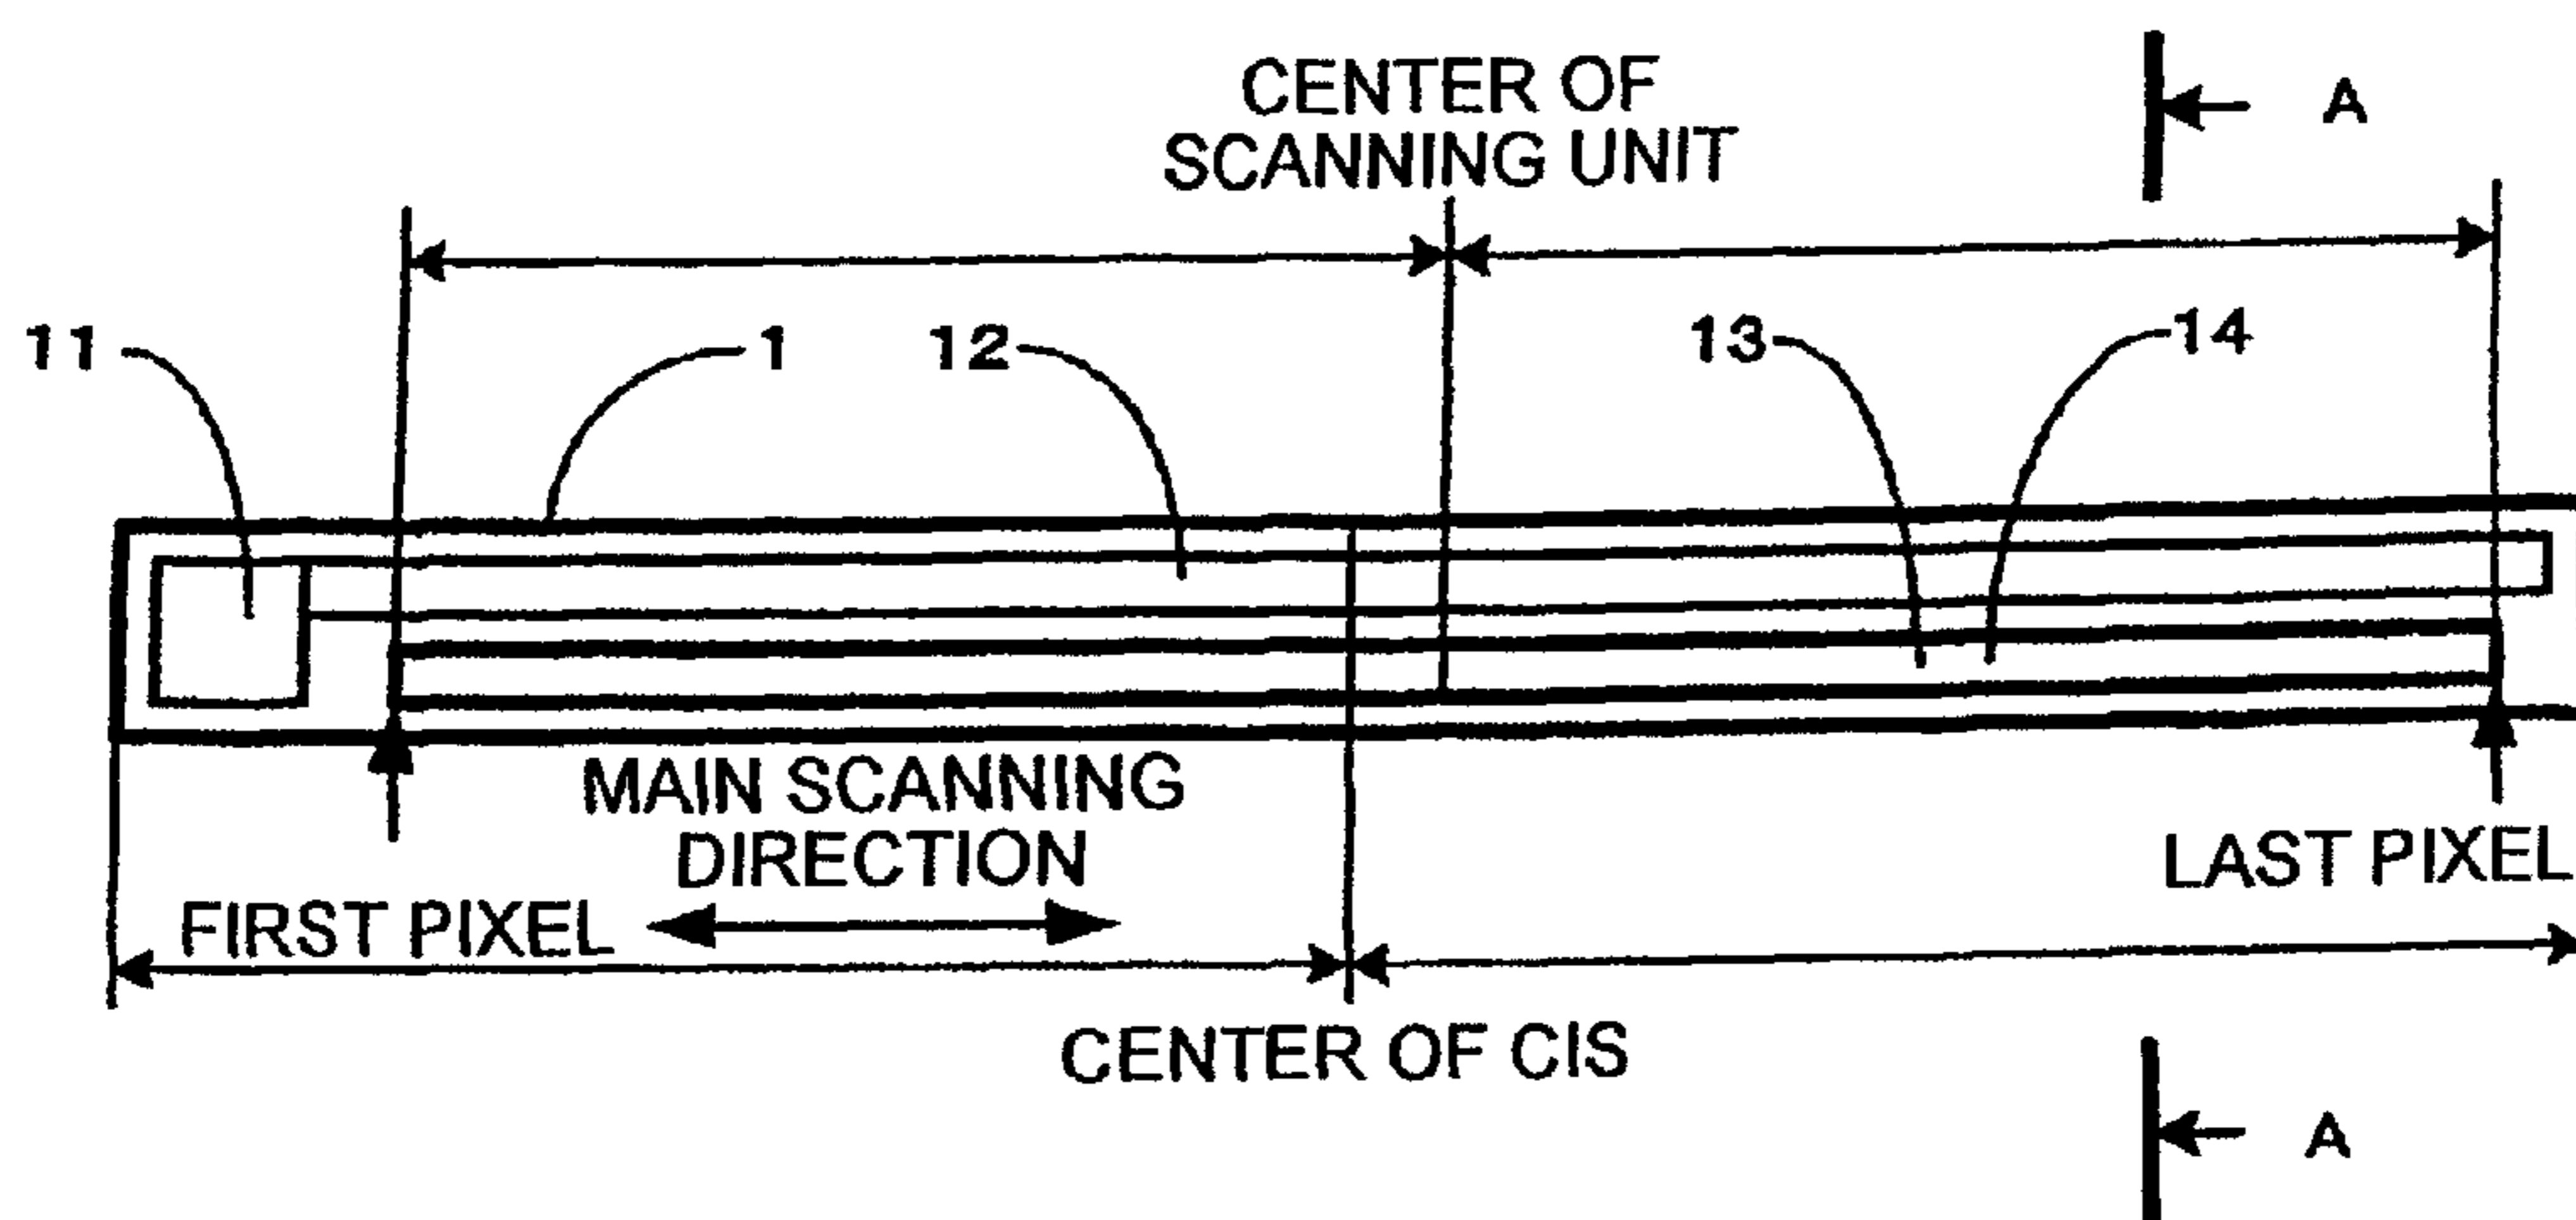 CENTER OF
SCANNING UNIT
A
11
1
12
13
14
MAIN SCANNING
DIRECTION
FIRST PIXEL
LAST PIXEL
CENTER OF CIS
A